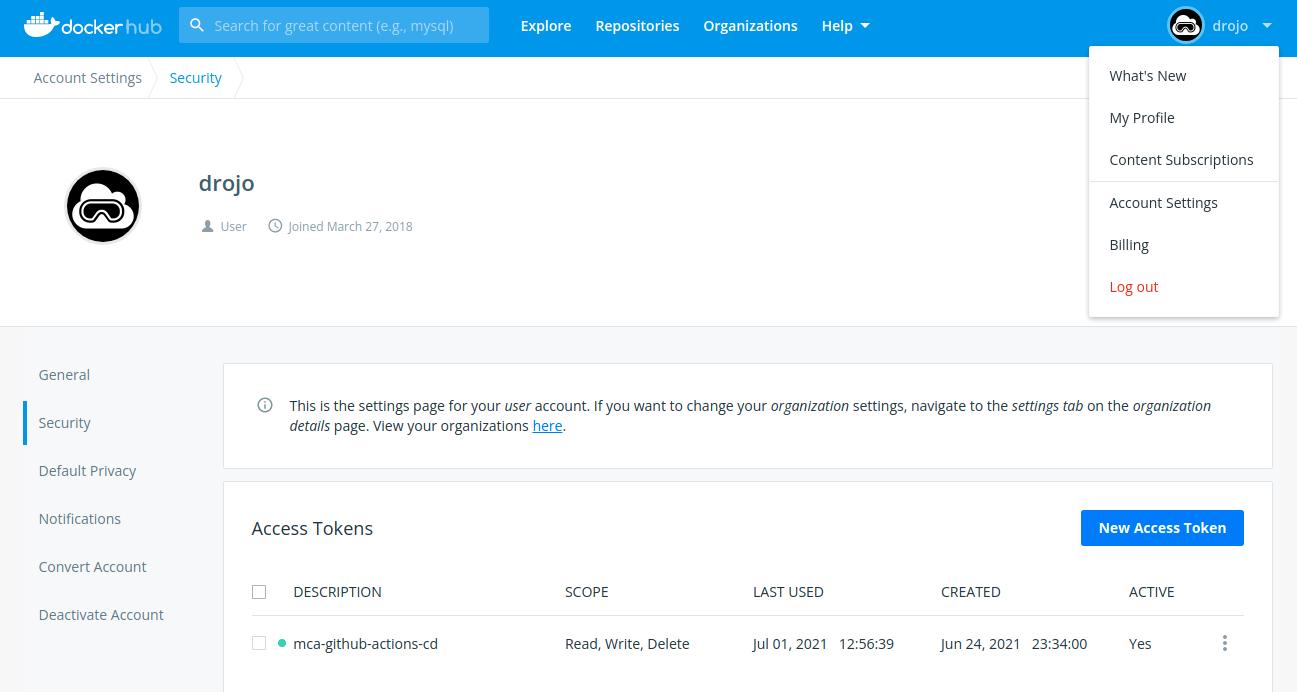 docker hub Search for great content (e.g., mysql) Explore Repositories Organizations Help drojo
Account Settings Security
What's New
My Profile
Content Subscriptions
Account Settings
Billing
Log out
drojo
User Joined March 27, 2018
General
Security
Default Privacy
Notifications
Convert Account
Deactivate Account
This is the settings page for your user account. If you want to change your organization settings, navigate to the settings tab on the organization
details page. View your organizations here.
Access Tokens New Access Token
DESCRIPTION SCOPE LAST USED CREATED ACTIVE
mca-github-actions-cd Read, Write, Delete Jul 01, 2021 12:56:39 Jun 24, 2021 23:34:00 Yes